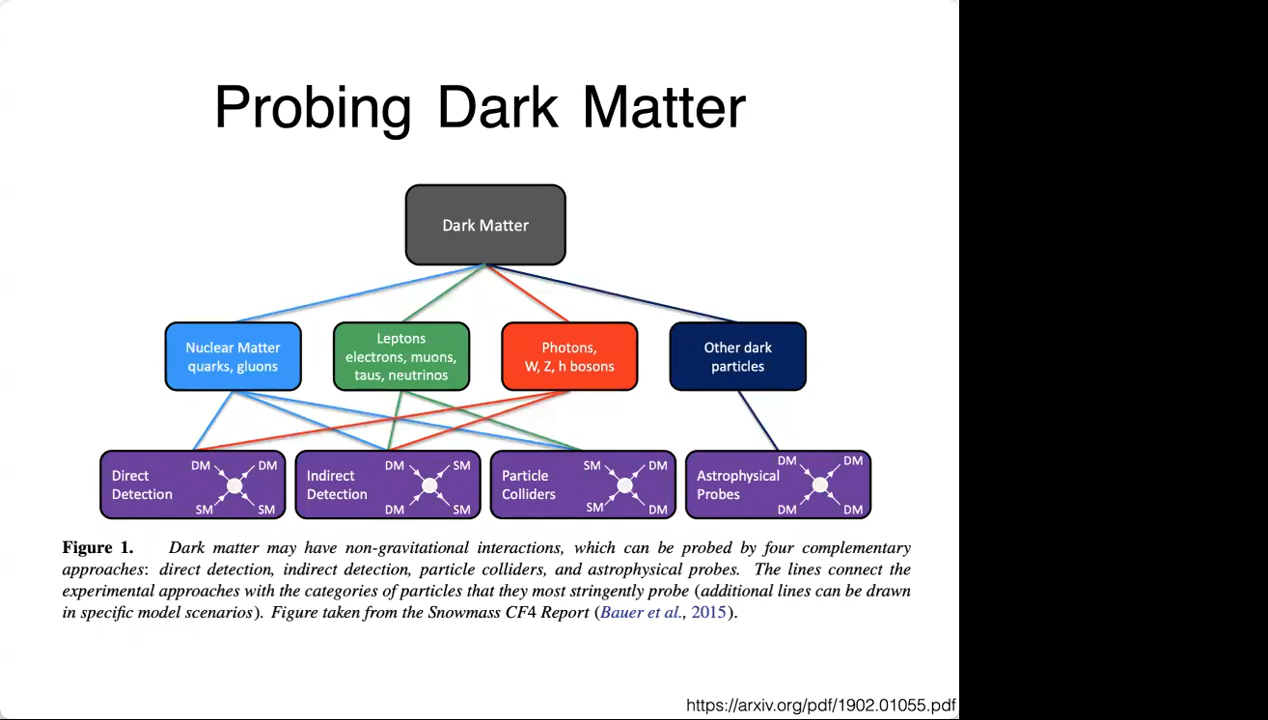 Probing Dark Matter
Dark Matter
Nuclear Matter
quarks, gluons
Leptons
electrons, muons,
taus, neutrinos
Photons,
W, Z, h bosons
Other dark
particles
Direct
Detection
DM
DM
SM
SM
Indirect
Detection
DM
SM
DM
SM
Particle
Colliders
SM
DM
SM
DM
Astrophysical
Probes
DM
DM
DM
DM
Figure 1. Dark matter may have non-gravitational interactions, which can be probed by four complementary
approaches: direct detection, indirect detection, particle colliders, and astrophysical probes. The lines connect the
experimental approaches with the categories of particles that they most stringently probe (additional lines can be drawn
in specific model scenarios). Figure taken from the Snowmass CF4 Report (Bauer et al., 2015).
https://arxiv.org/pdf/1902.01055.pdf